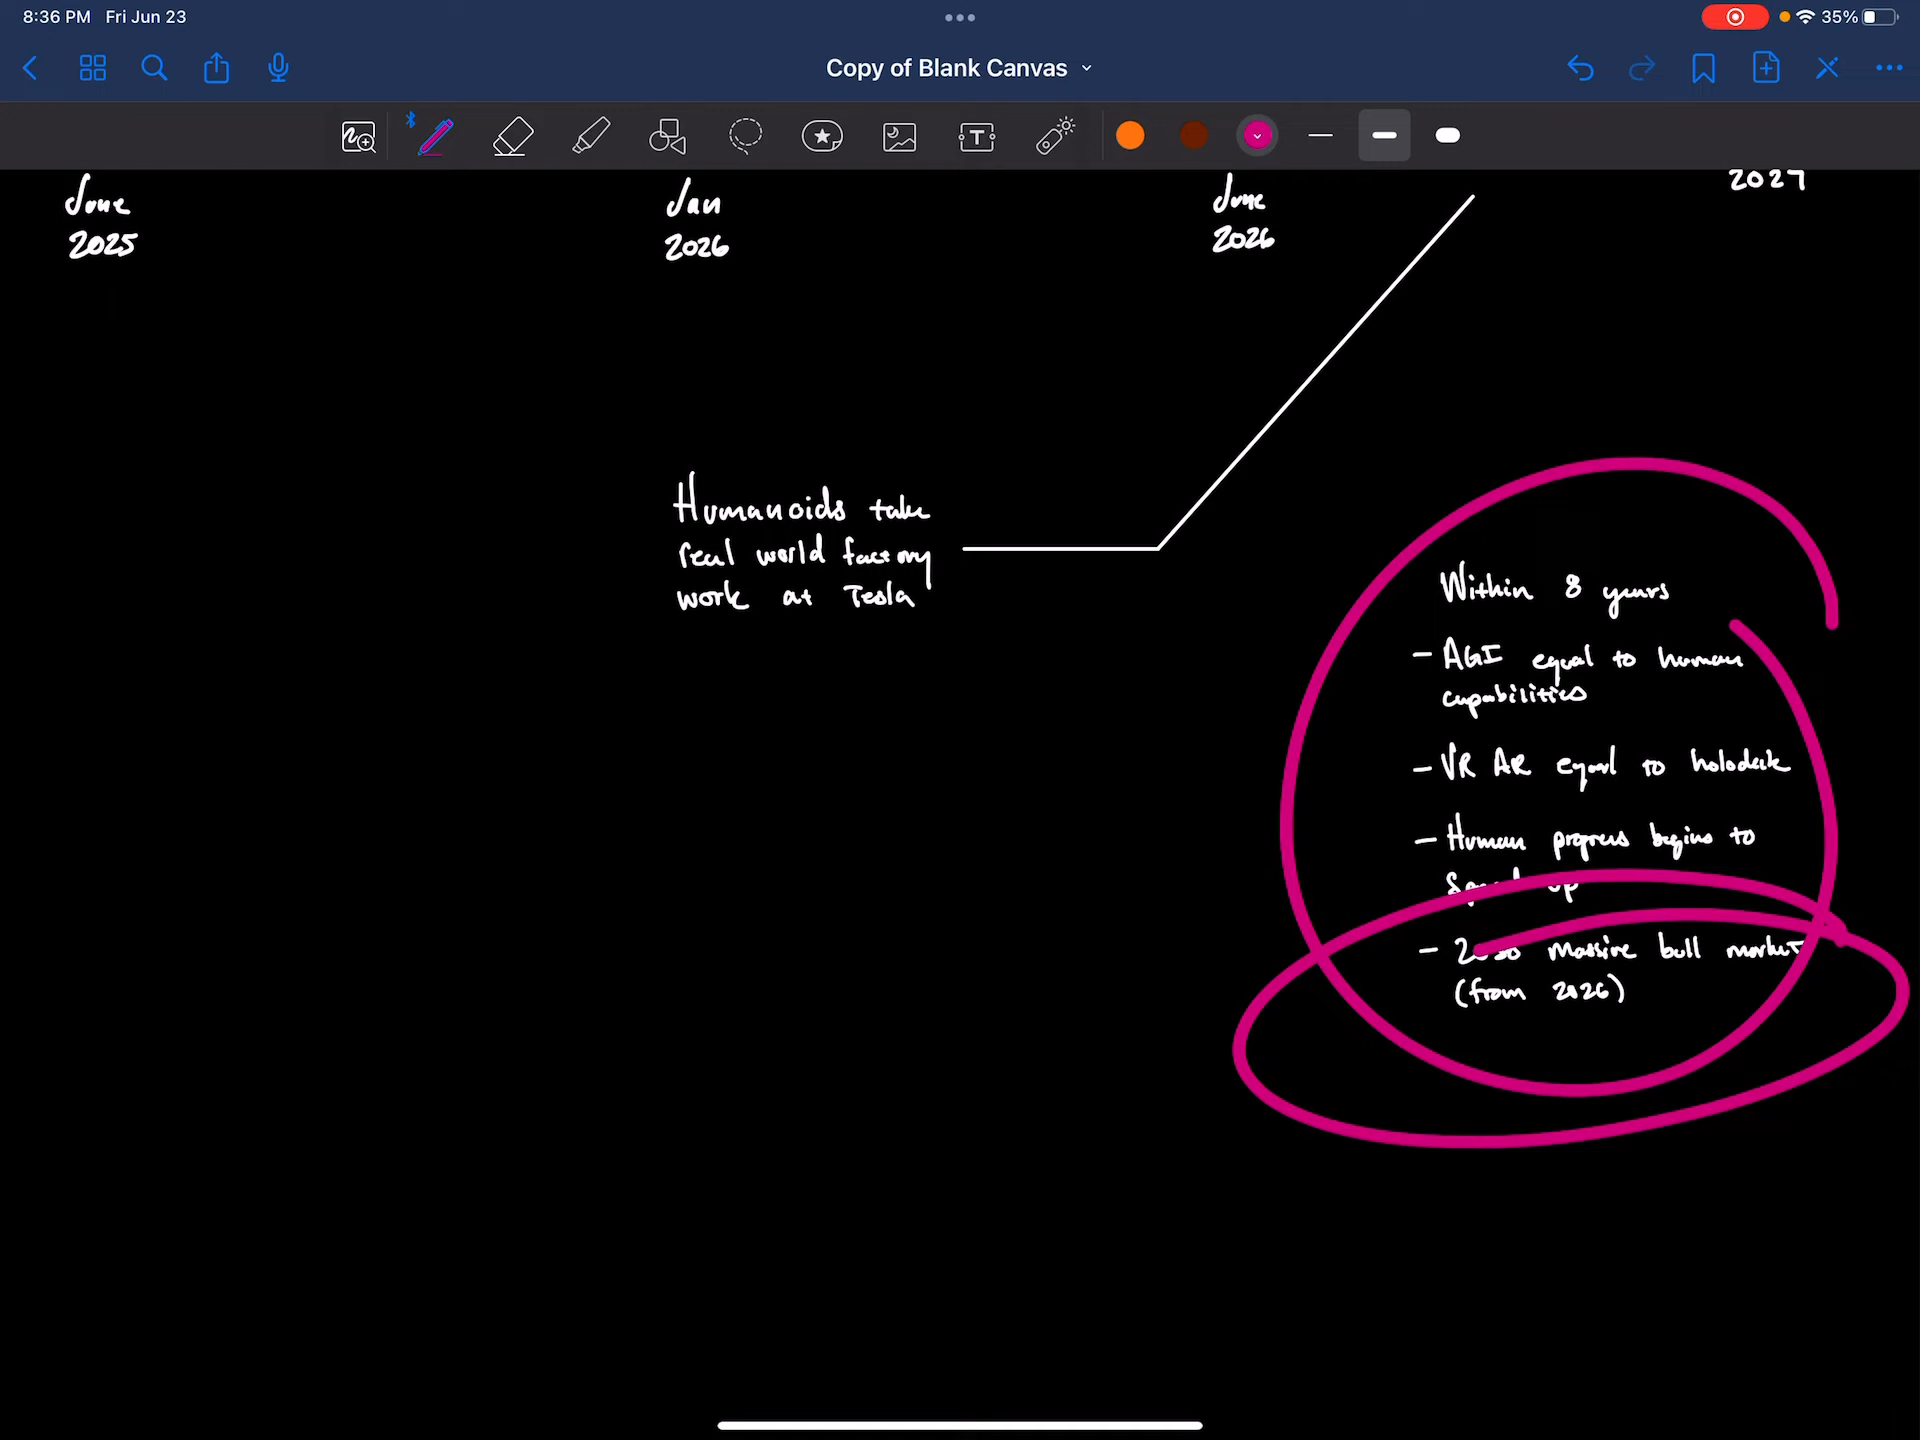 8:36 PM Fri Jun 23
35%
Copy of Blank Canvas
T
June
2025
Jan
2026
June
2026
2027
Humanoids take
real world factory
work at Tesla
Within 8 years
- AGI equal to human
capabilities
- VR AR equal to holodeck
- Human progress begins to
up
- massive bull market
(from 2026)